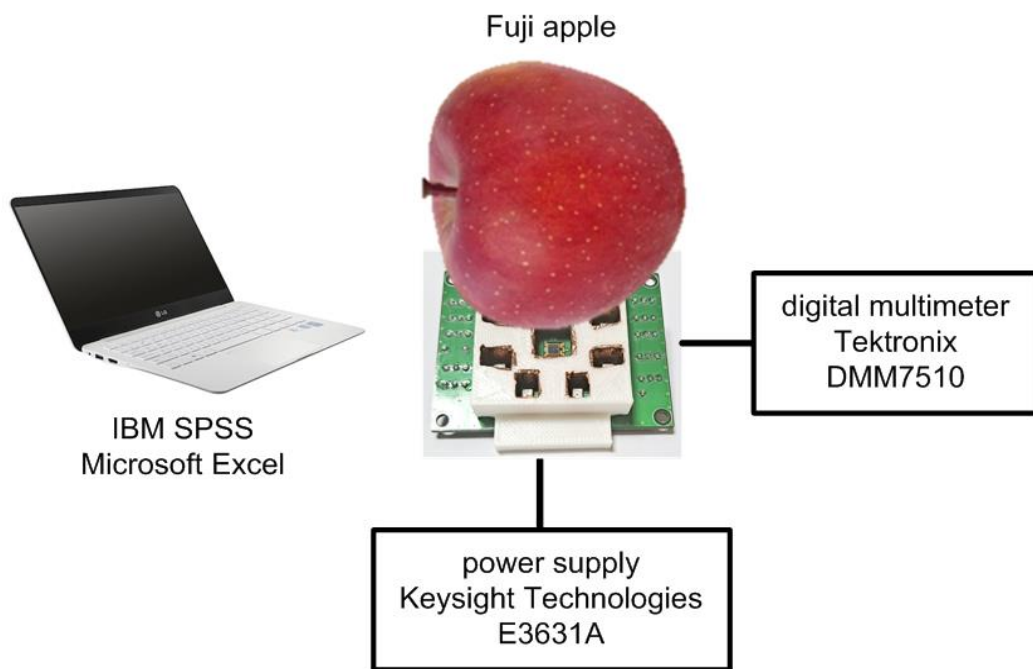 Fuji apple
digital multimeter
Tektronix
DMM7510
IBM SPSS
Microsoft Excel
power supply
Keysight Technologies
E3631A